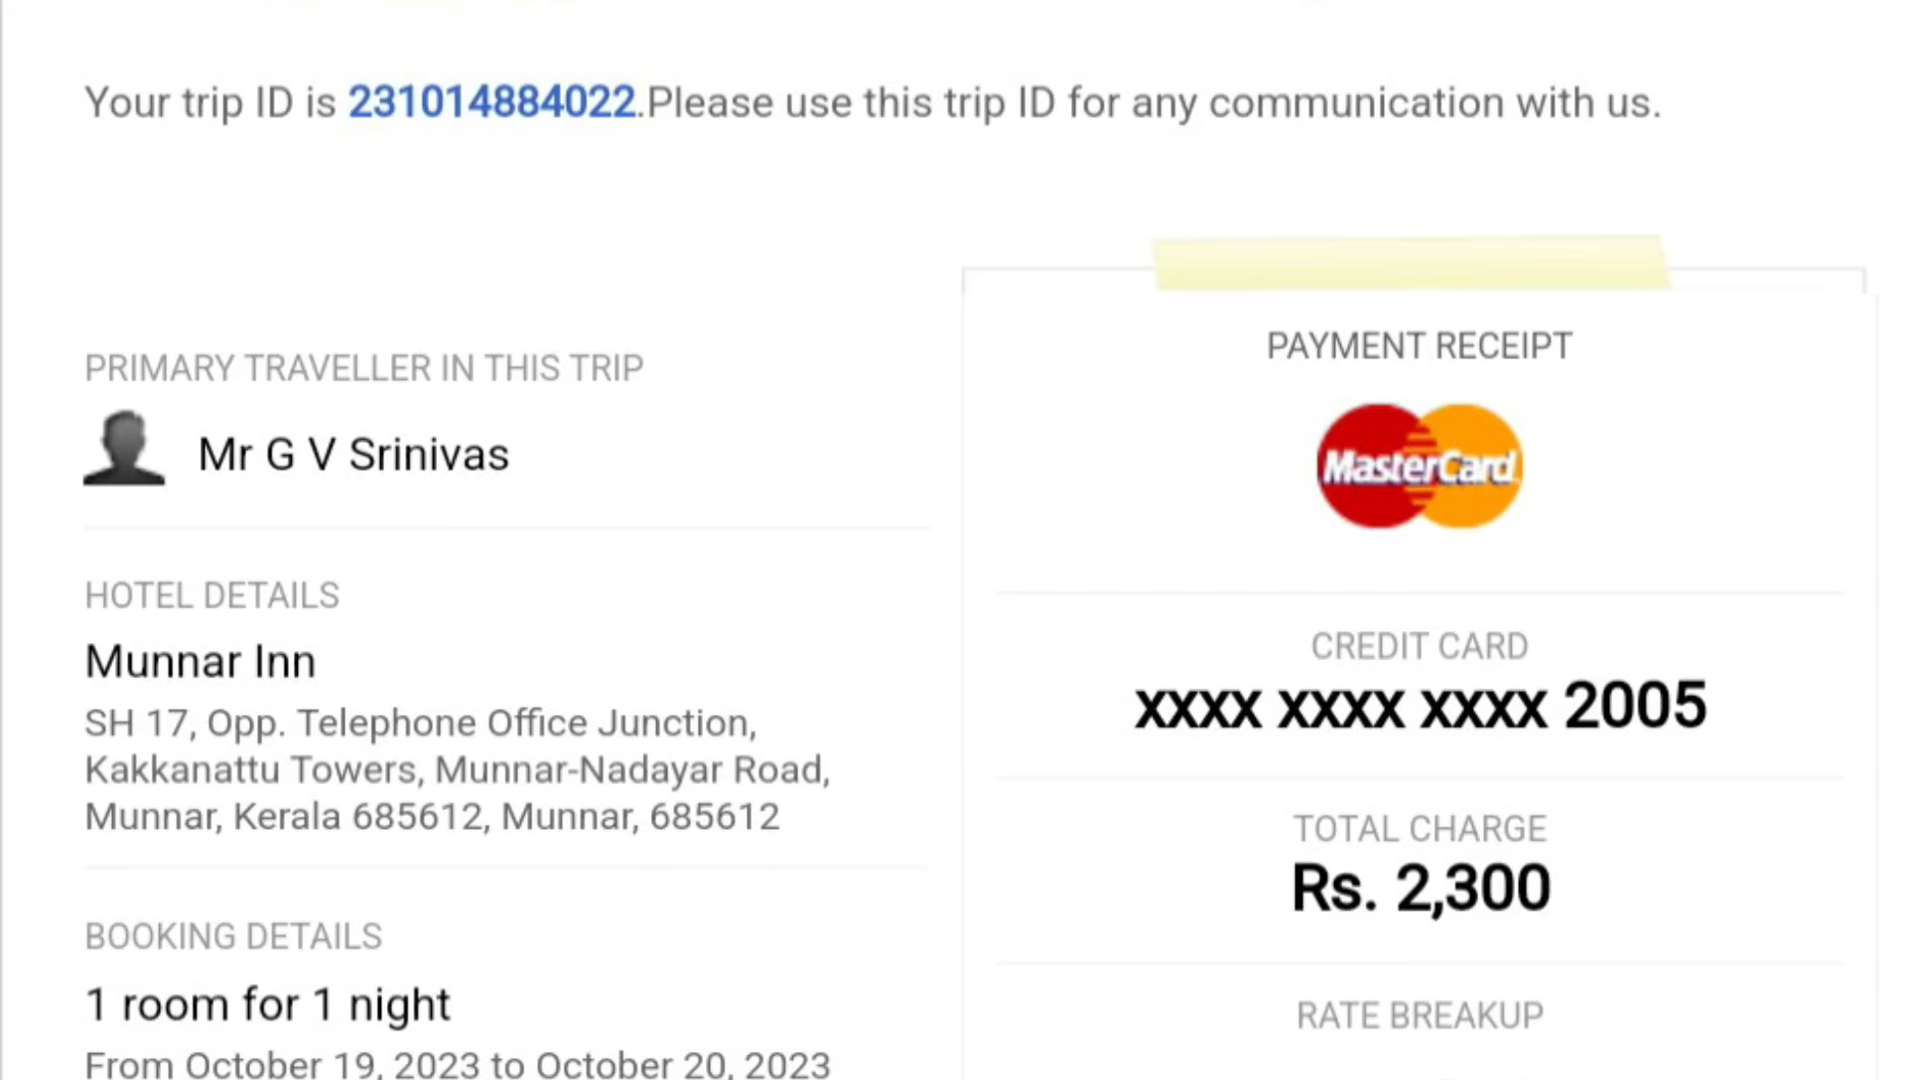 Your trip ID is 231014884022.Please use this trip ID for any communication with us.
PRIMARY TRAVELLER IN THIS TRIP
Mr G V Srinivas
HOTEL DETAILS
Munnar Inn
SH 17, Opp. Telephone Office Junction,
Kakkanattu Towers, Munnar-Nadayar Road,
Munnar, Kerala 685612, Munnar, 685612
BOOKING DETAILS
1 room for 1 night
From October 19, 2023 to October 20, 2023
PAYMENT RECEIPT
MasterCard
CREDIT CARD
xxxx xxxx xxxx 2005
TOTAL CHARGE
Rs. 2,300
RATE BREAKUP